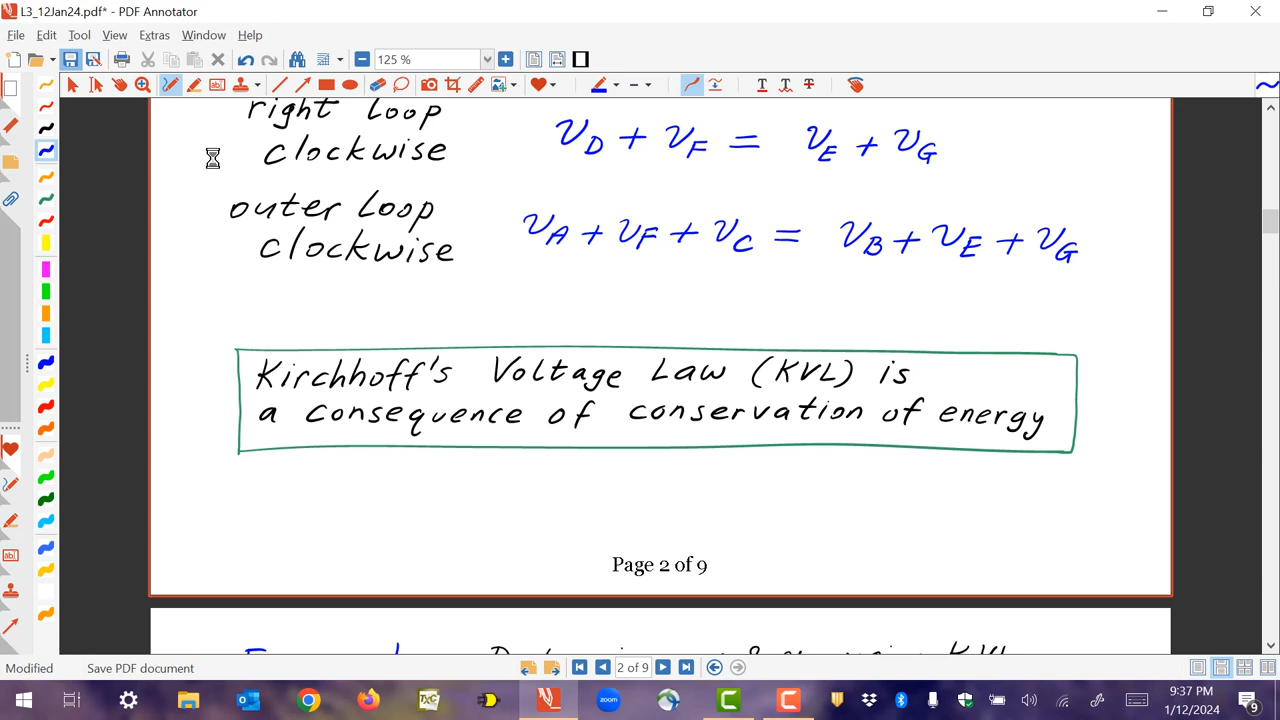 L3_12Jan24.pdf* - PDF Annotator
File Edit Tool View Extras Window Help
125 %
right loop
clockwise
v_D + v_F = v_E + v_G
outer loop
clockwise
v_A + v_F + v_C = v_B + v_E + v_G
Kirchhoff's Voltage Law (KVL) is
a consequence of conservation of energy
Page 2 of 9
Modified Save PDF document
2 of 9
9:37 PM
1/12/2024
9